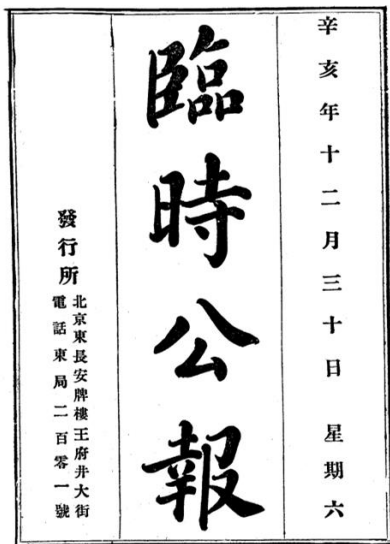 辛亥年十二月三十日 星期六
臨時公報
發行所
北京東長安牌樓王府井大街
電話東局二百零一號